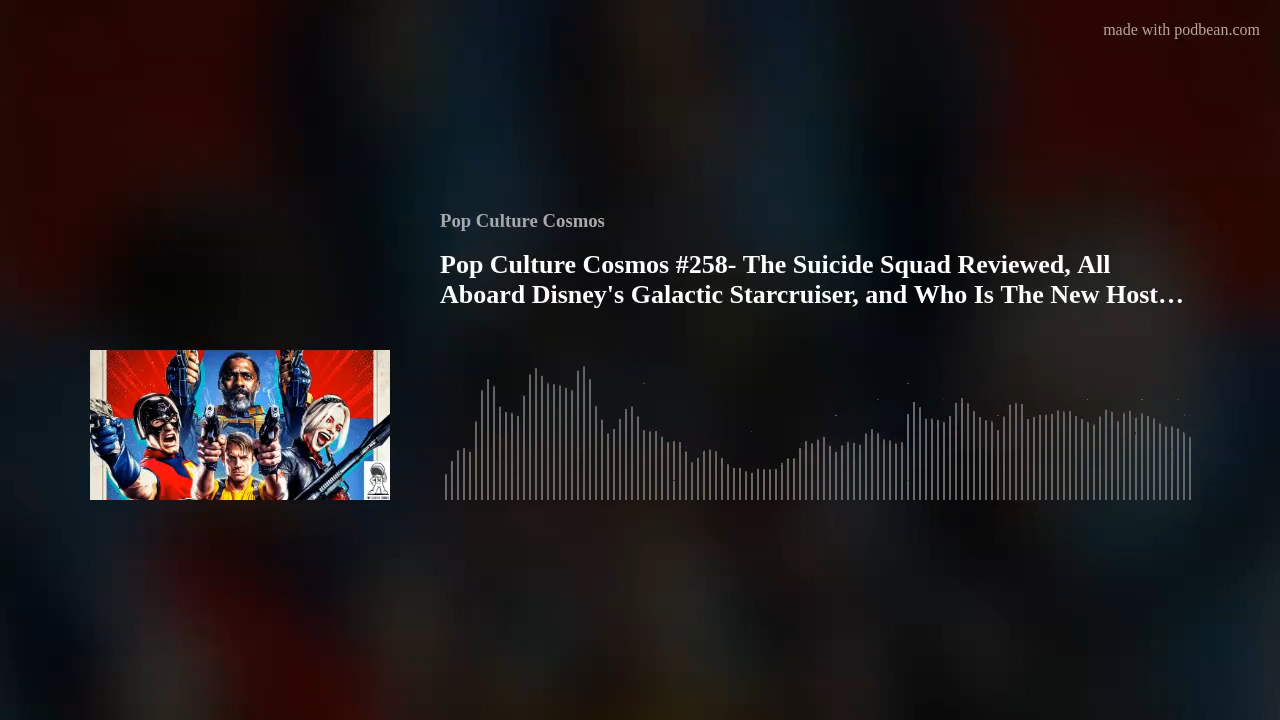 made with podbean.com
Pop Culture Cosmos
Pop Culture Cosmos #258- The Suicide Squad Reviewed, All
Aboard Disney's Galactic Starcruiser, and Who Is The New Host…